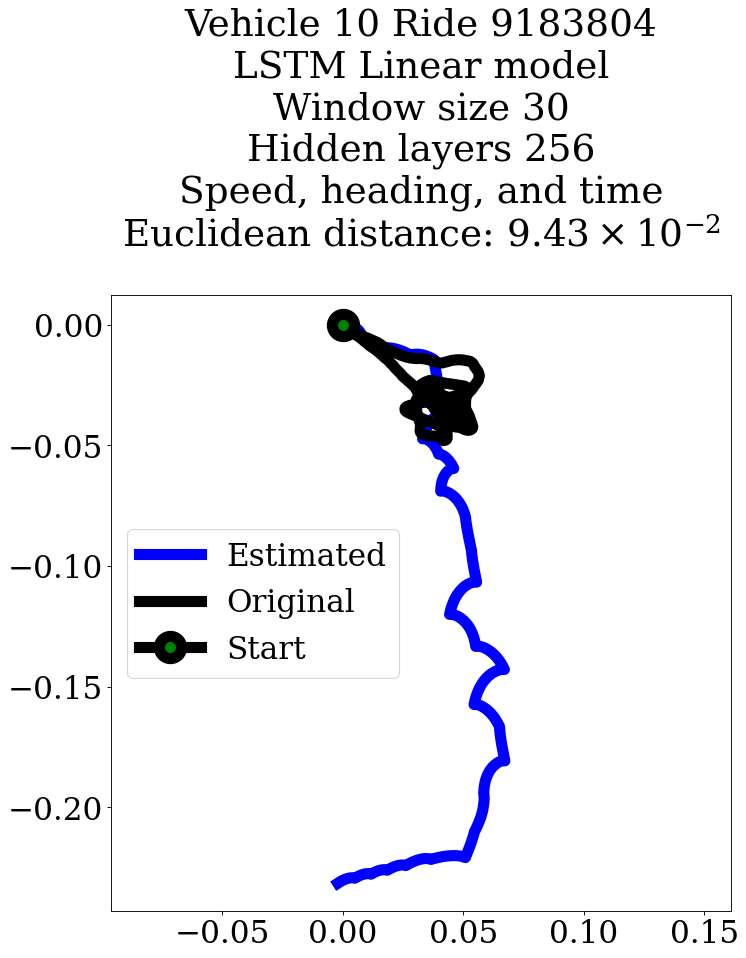 Vehicle 10 Ride 9183804
LSTM Linear model
Window size 30
Hidden layers 256
Speed, heading, and time
Euclidean distance: 9.43 × 10⁻²
0.00
−0.05
−0.10
−0.15
−0.20
Estimated
Original
Start
−0.05 0.00 0.05 0.10 0.15